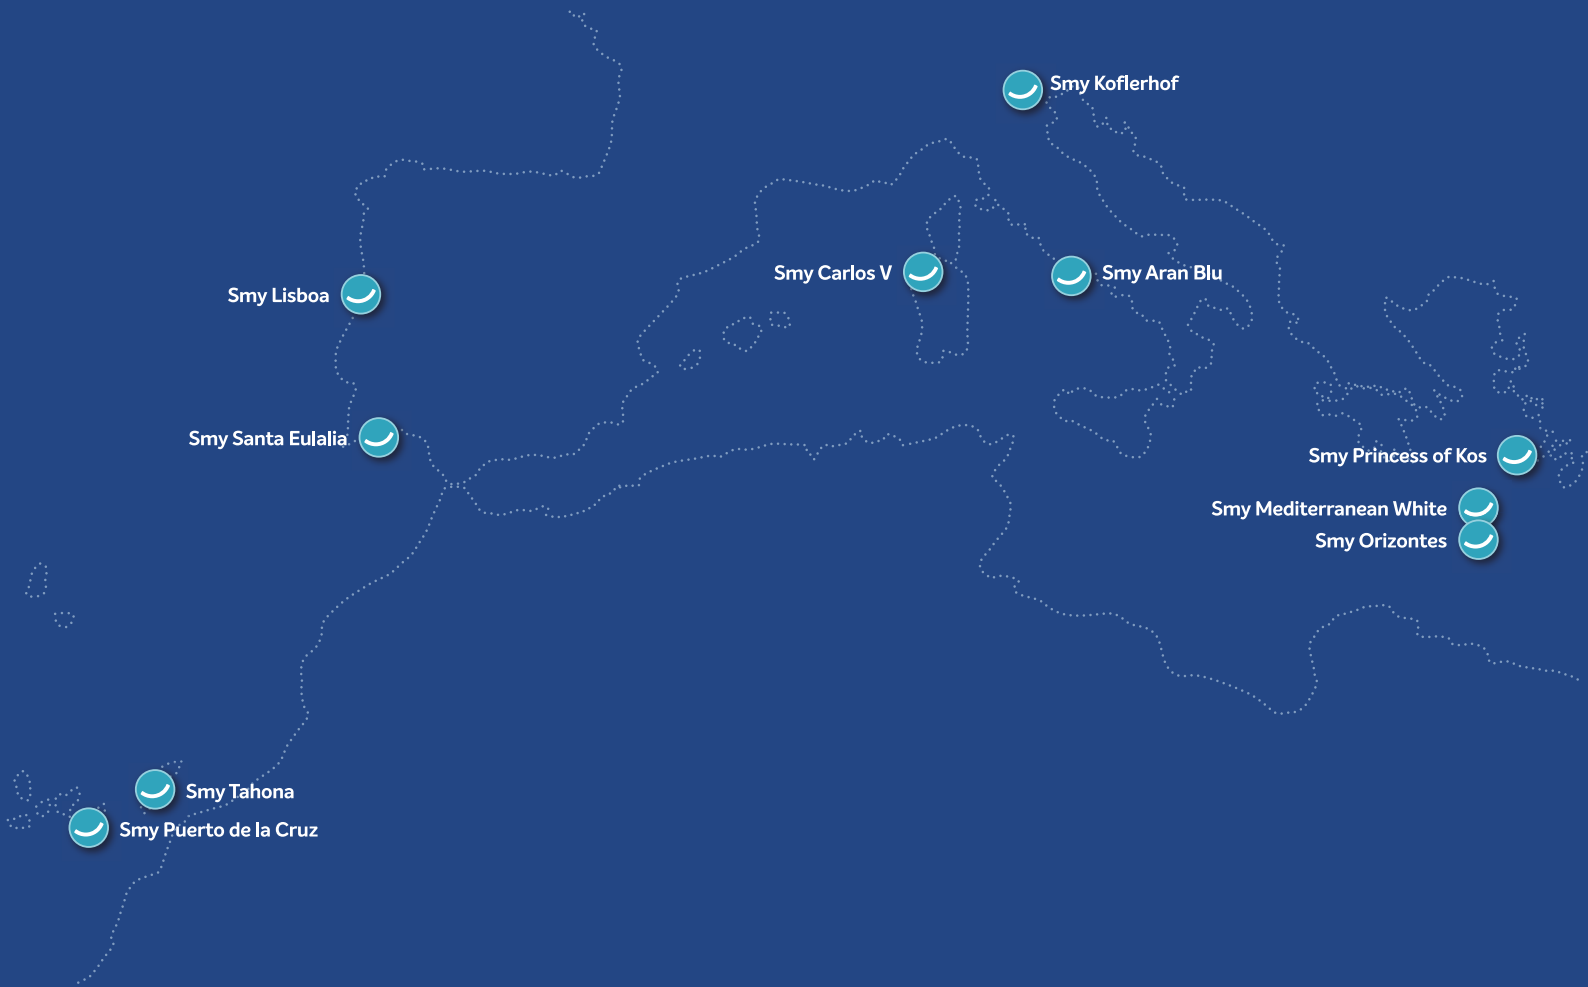 Smy Koflerhof
Smy Carlos V
Smy Aran Blu
Smy Lisboa
Smy Santa Eulalia
Smy Princess of Kos
Smy Mediterranean White
Smy Orizontes
Smy Tahona
Smy Puerto de la Cruz